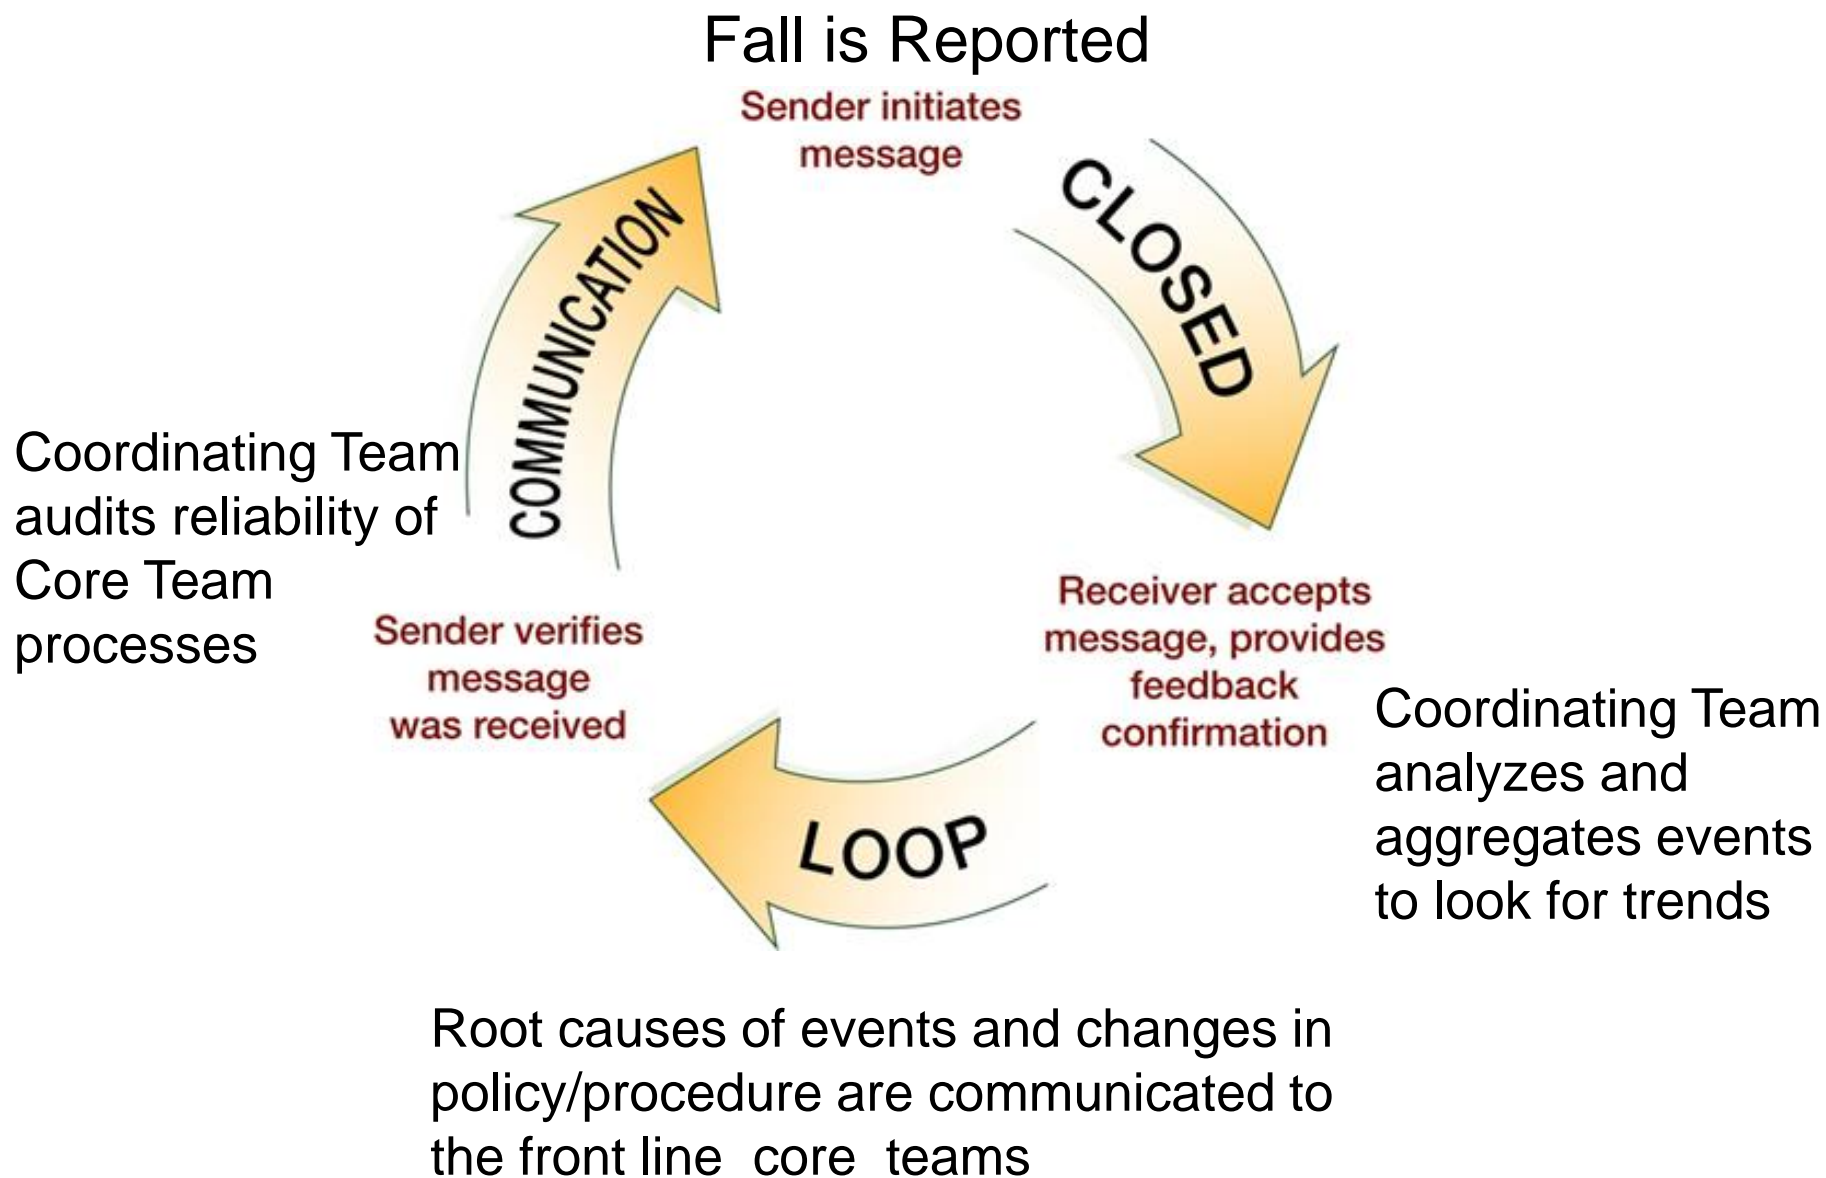 Fall is Reported
Sender initiates
message
CLOSED
Receiver accepts
message, provides
feedback
confirmation
Coordinating Team
analyzes and
aggregates events
to look for trends
LOOP
Root causes of events and changes in
policy/procedure are communicated to
the front line core teams
Sender verifies
message
was received
Coordinating Team
audits reliability of
Core Team
processes
COMMUNICATION